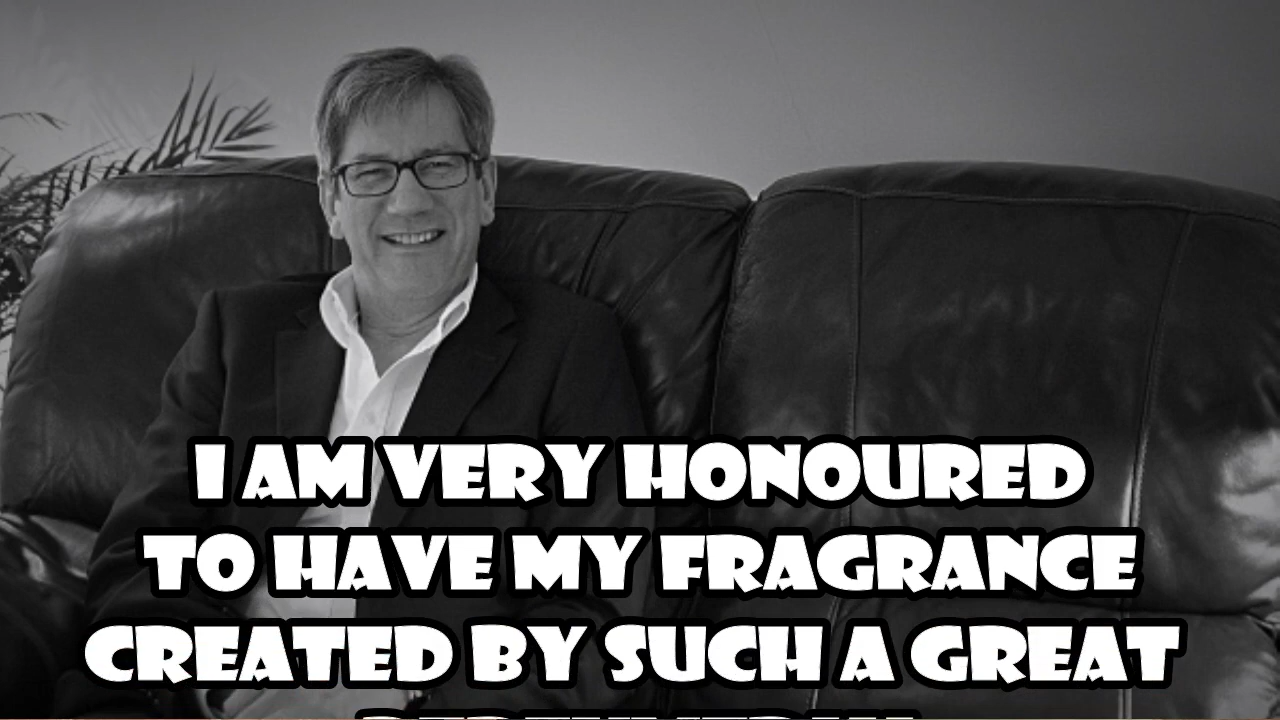 I AM VERY HONOURED
TO HAVE MY FRAGRANCE
CREATED BY SUCH A GREAT